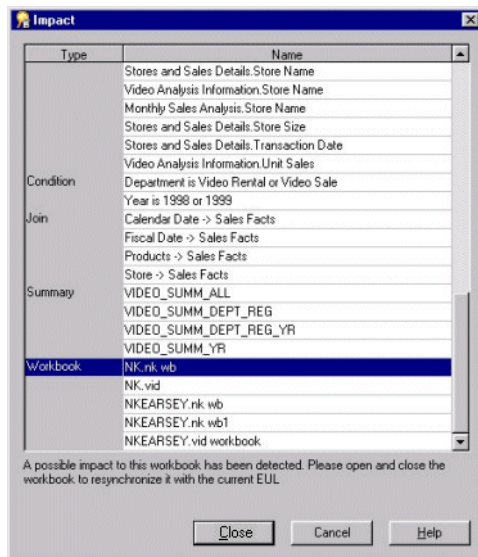 Impact
Type Name
Stores and Sales Details.Store Name
Video Analysis Information.Store Name
Monthly Sales Analysis.Store Name
Stores and Sales Details.Store Size
Stores and Sales Details.Transaction Date
Video Analysis Information.Unit Sales
Condition Department is Video Rental or Video Sale
Year is 1998 or 1999
Join Calendar Date -> Sales Facts
Fiscal Date -> Sales Facts
Products -> Sales Facts
Store -> Sales Facts
Summary VIDEO_SUMM_ALL
VIDEO_SUMM_DEPT_REG
VIDEO_SUMM_DEPT_REG_YR
VIDEO_SUMM_YR
Workbook NK.nk wb
NK.vid
NKEARSEY.nk wb
NKEARSEY.nk wb1
NKEARSEY.vid workbook
A possible impact to this workbook has been detected. Please open and close the
workbook to resynchronize it with the current EUL
Close Cancel Help